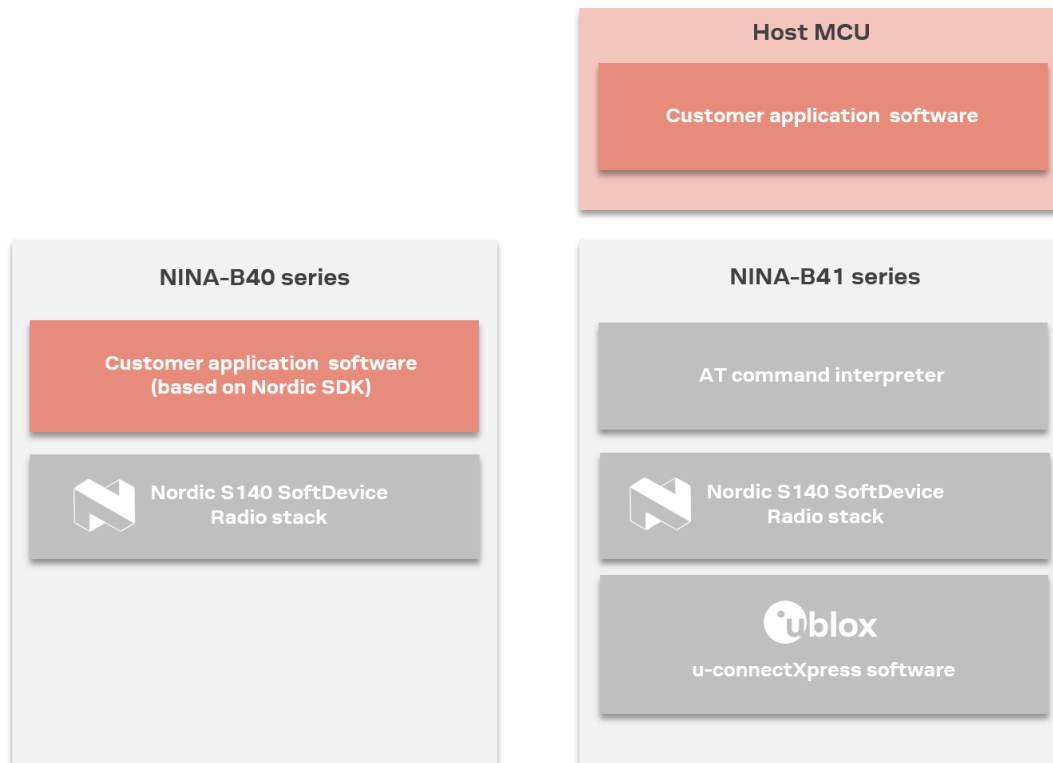 Host MCU
Customer application software
NINA-B40 series
Customer application software
(based on Nordic SDK)
Nordic S140 SoftDevice
Radio stack
NINA-B41 series
AT command interpreter
Nordic S140 SoftDevice
Radio stack
ublox
u-connectXpress software